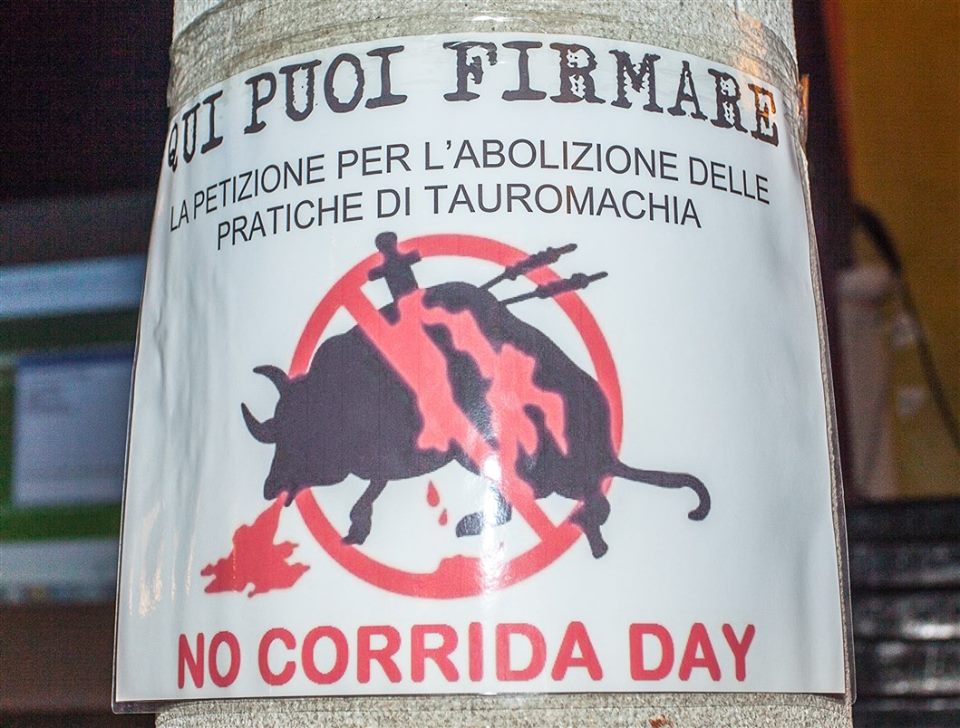 QUI PUOI FIRMARE
LA PETIZIONE PER L'ABOLIZIONE DELLE
PRATICHE DI TAUROMACHIA
NO CORRIDA DAY